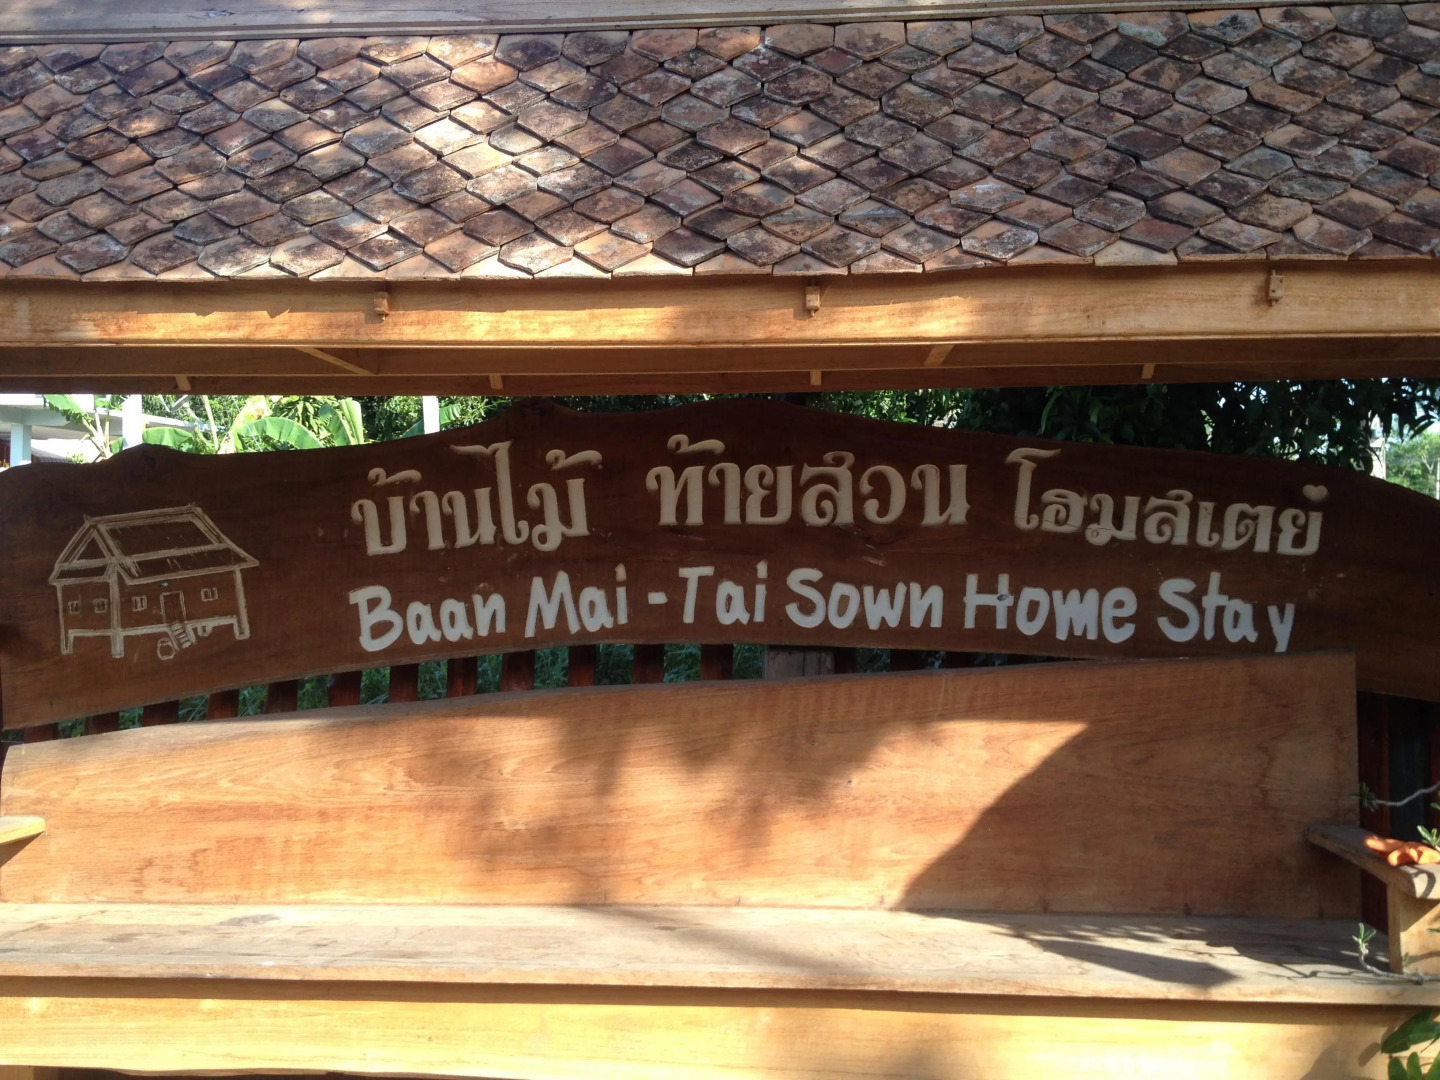 บ้านไม้ ท้ายสวน โฮมสเตย์
Baan Mai - Tai Sown Home Stay